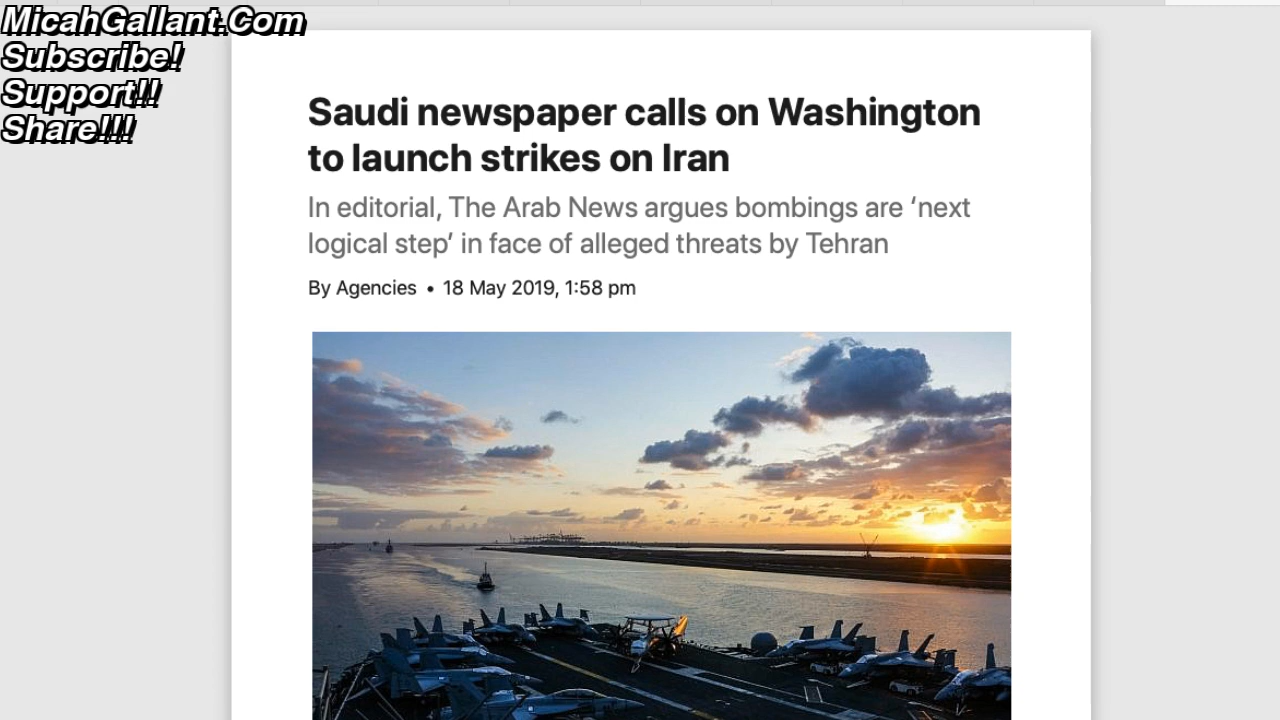 MicahGallant.Com
Subscribe!
Support!!
Share!!!
Saudi newspaper calls on Washington
to launch strikes on Iran
In editorial, The Arab News argues bombings are ‘next
logical step’ in face of alleged threats by Tehran
By Agencies • 18 May 2019, 1:58 pm